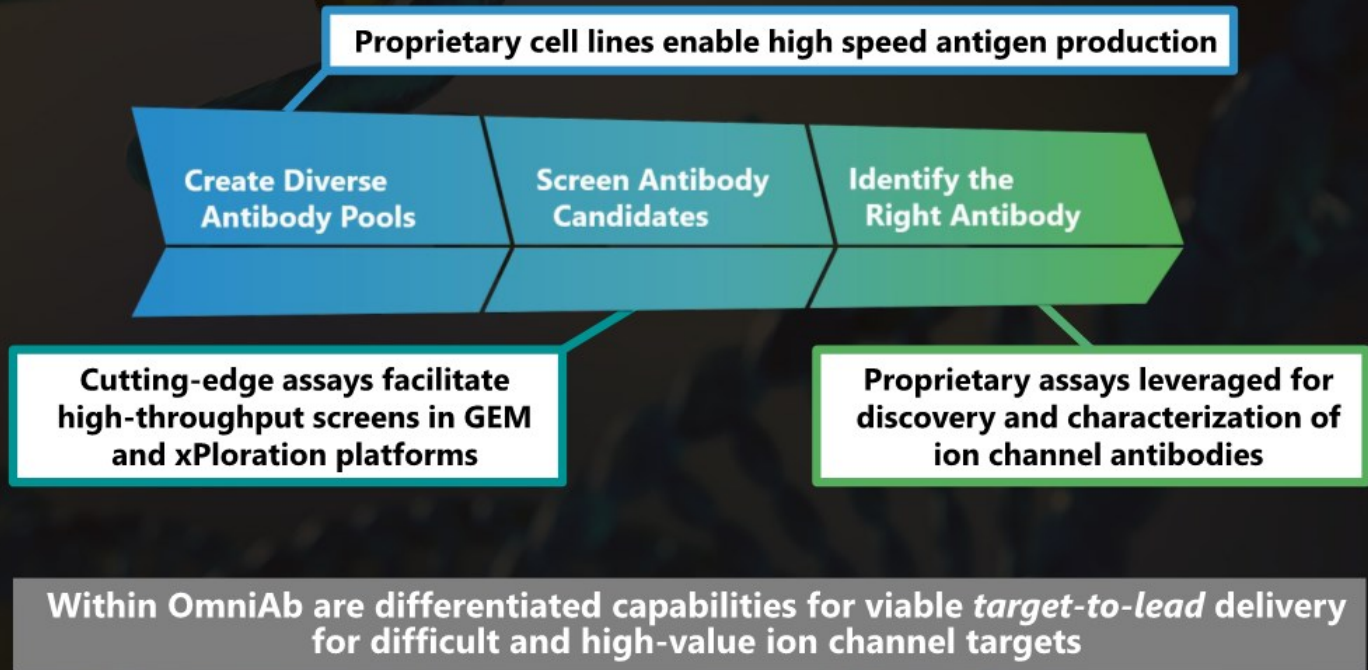 Proprietary cell lines enable high speed antigen production
Create Diverse
Antibody Pools
Screen Antibody
Candidates
Identify the
Right Antibody
Cutting-edge assays facilitate
high-throughput screens in GEM
and xPloration platforms
Proprietary assays leveraged for
discovery and characterization of
ion channel antibodies
Within OmniAb are differentiated capabilities for viable target-to-lead delivery
for difficult and high-value ion channel targets